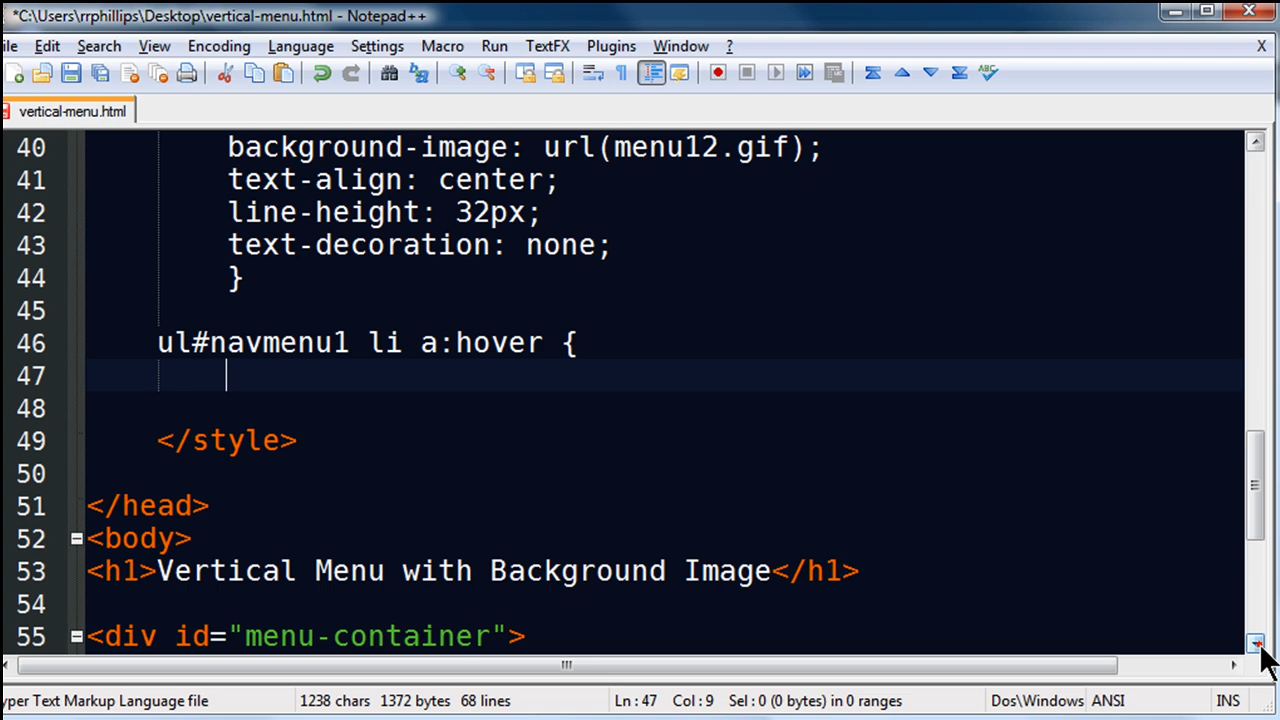 *C:\Users\rrphillips\Desktop\vertical-menu.html - Notepad++
ile Edit Search View Encoding Language Settings Macro Run TextFX Plugins Window ? X
vertical-menu.html
40 background-image: url(menu12.gif);
41 text-align: center;
42 line-height: 32px;
43 text-decoration: none;
44 }
45
46 ul#navmenu1 li a:hover {
47
48
49 </style>
50
51 </head>
52 <body>
53 <h1>Vertical Menu with Background Image</h1>
54
55 <div id="menu-container">
yper Text Markup Language file 1238 chars 1372 bytes 68 lines Ln : 47 Col : 9 Sel : 0 (0 bytes) in 0 ranges Dos\Windows ANSI INS